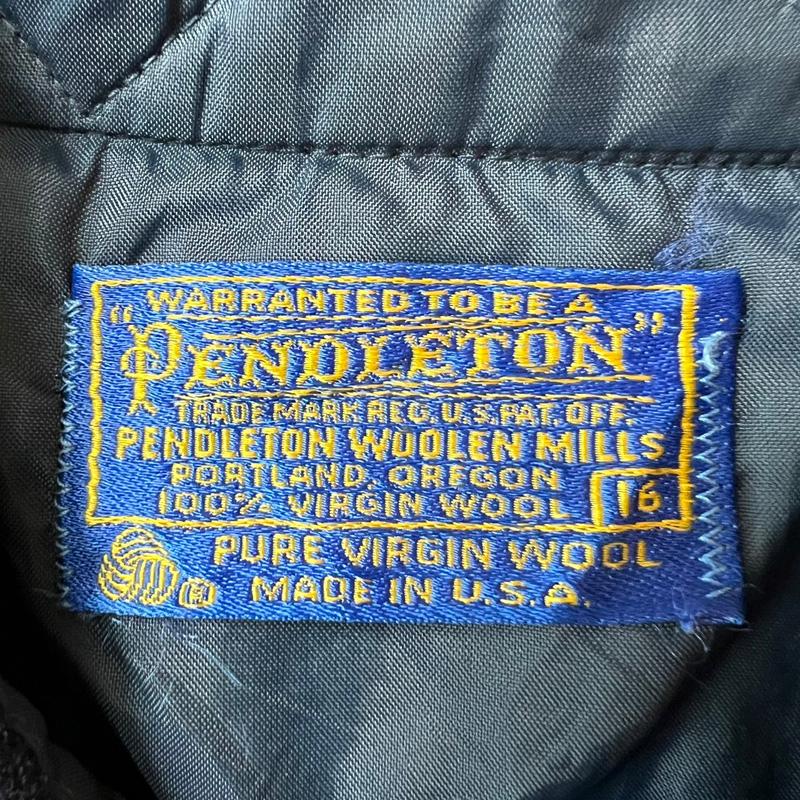 WARRANTED TO BE A
"PENDLETON"
TRADE MARK REG. U.S. PAT. OFF.
PENDLETON WOOLEN MILLS
PORTLAND, OREGON
100% VIRGIN WOOL 16
PURE VIRGIN WOOL
MADE IN U.S.A.